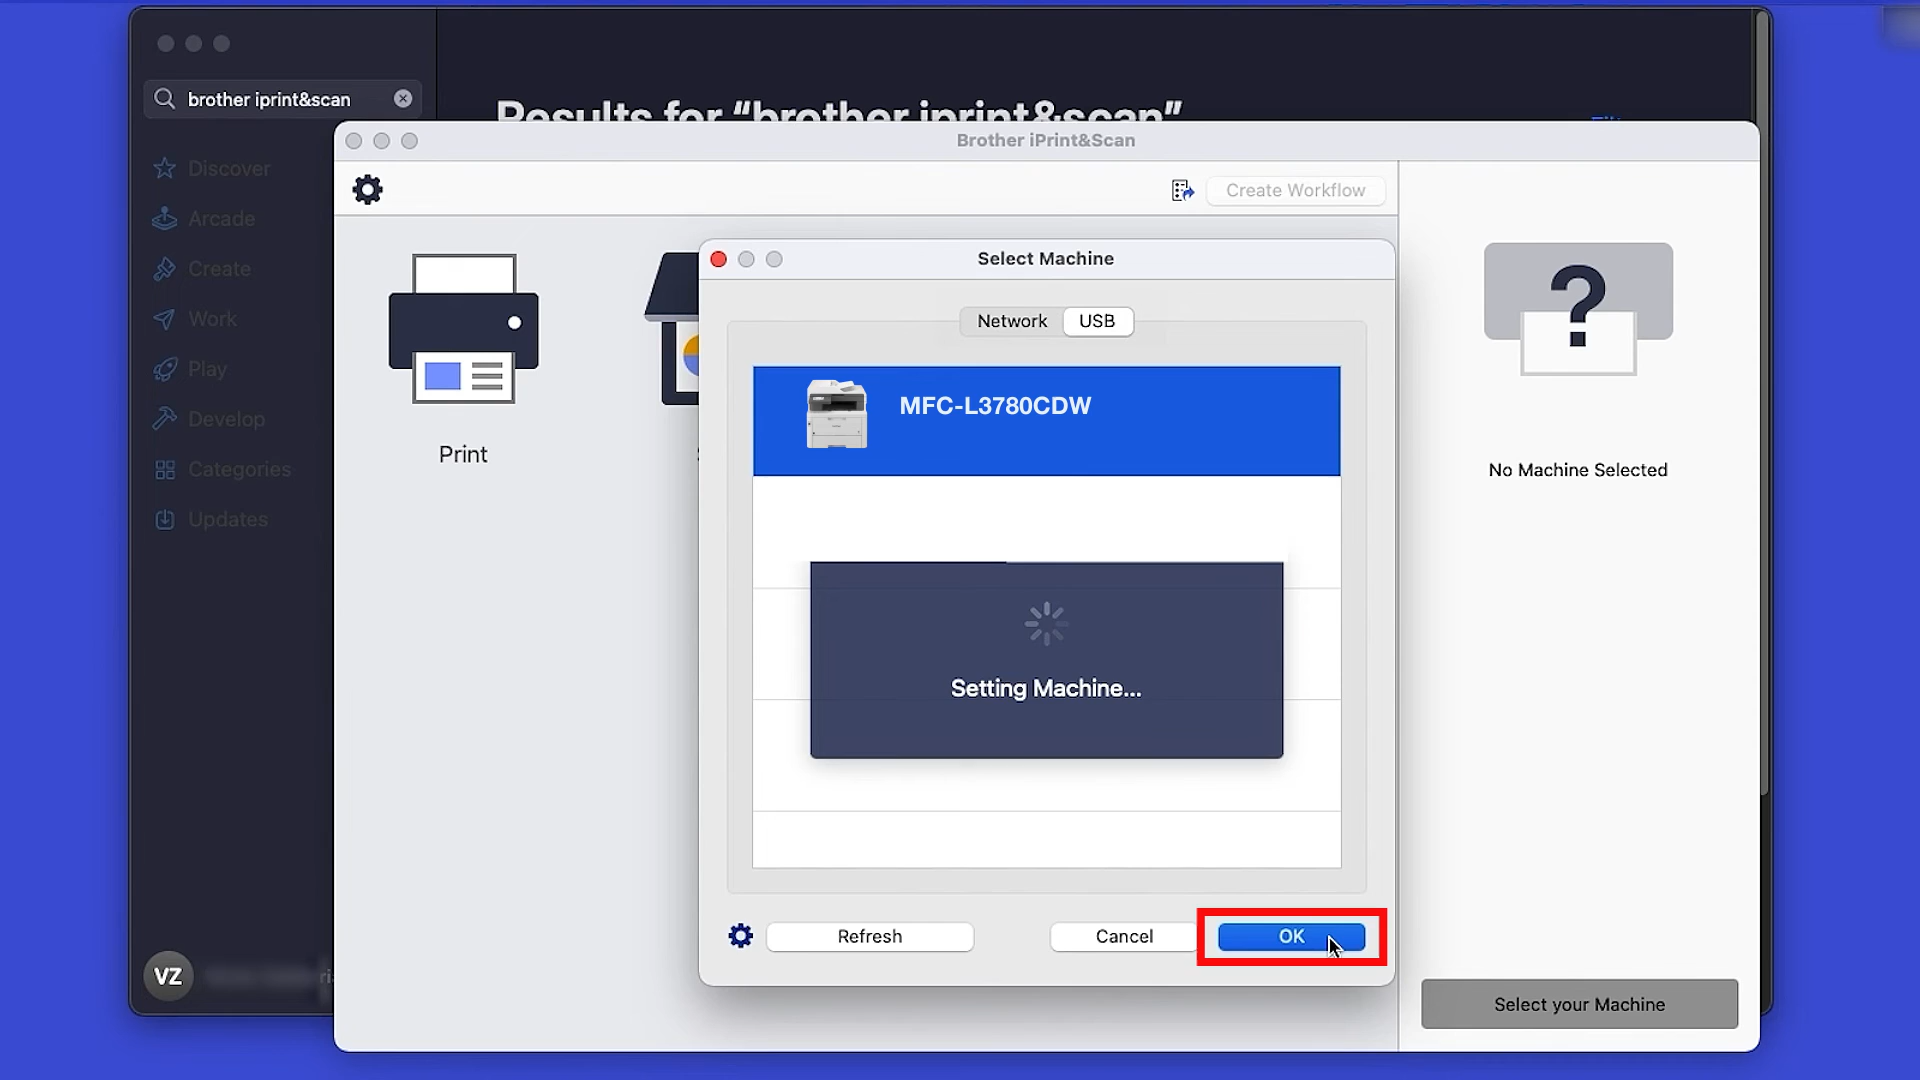 brother iprint&scan
Results for “brother iprint&scan”
Discover
Arcade
Create
Work
Play
Develop
Categories
Updates
VZ
Brother iPrint&Scan
Create Workflow
Print
Select Machine
Network
USB
MFC-L3780CDW
Setting Machine...
Refresh
Cancel
OK
?
No Machine Selected
Select your Machine